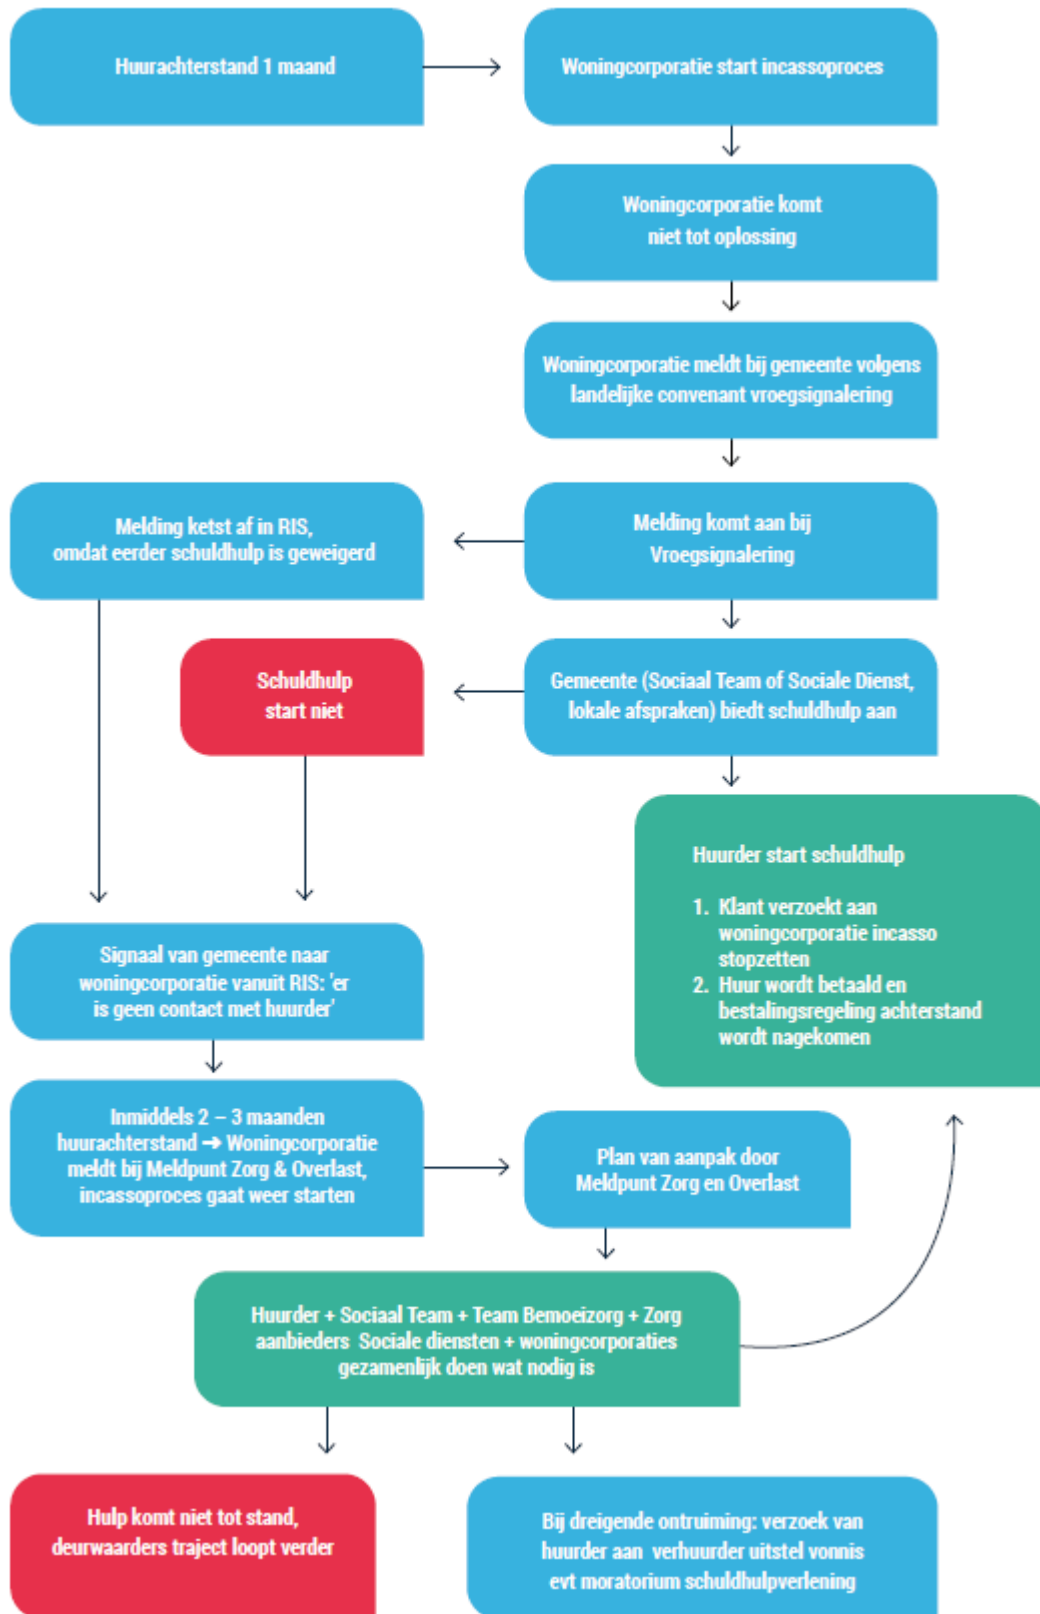 Huurachterstand 1 maand
Woningcorporatie start incassoproces
Woningcorporatie komt
niet tot oplossing
Woningcorporatie meldt bij gemeente volgens
landelijke convenant vroegsignalering
Melding ketst af in RIS,
omdat eerder schuldhulp is geweigerd
Melding komt aan bij
Vroegsignalering
Schuldhulp
start niet
Gemeente (Sociaal Team of Sociale Dienst,
lokale afspraken) biedt schuldhulp aan
Huurder start schuldhulp
1. Klant verzoekt aan
woningcorporatie incasso
stopzetten
2. Huur wordt betaald en
bestalingsregeling achterstand
wordt nagekomen
Signaal van gemeente naar
woningcorporatie vanuit RIS: 'er
is geen contact met huurder'
Inmiddels 2 – 3 maanden
huurachterstand ➜ Woningcorporatie
meldt bij Meldpunt Zorg & Overlast,
incassoproces gaat weer starten
Plan van aanpak door
Meldpunt Zorg en Overlast
Huurder + Sociaal Team + Team Bemoeizorg + Zorg
aanbieders Sociale diensten + woningcorporaties
gezamenlijk doen wat nodig is
Hulp komt niet tot stand,
deurwaarders traject loopt verder
Bij dreigende ontruiming: verzoek van
huurder aan verhuurder uitstel vonnis
evt moratorium schuldhulpverlening